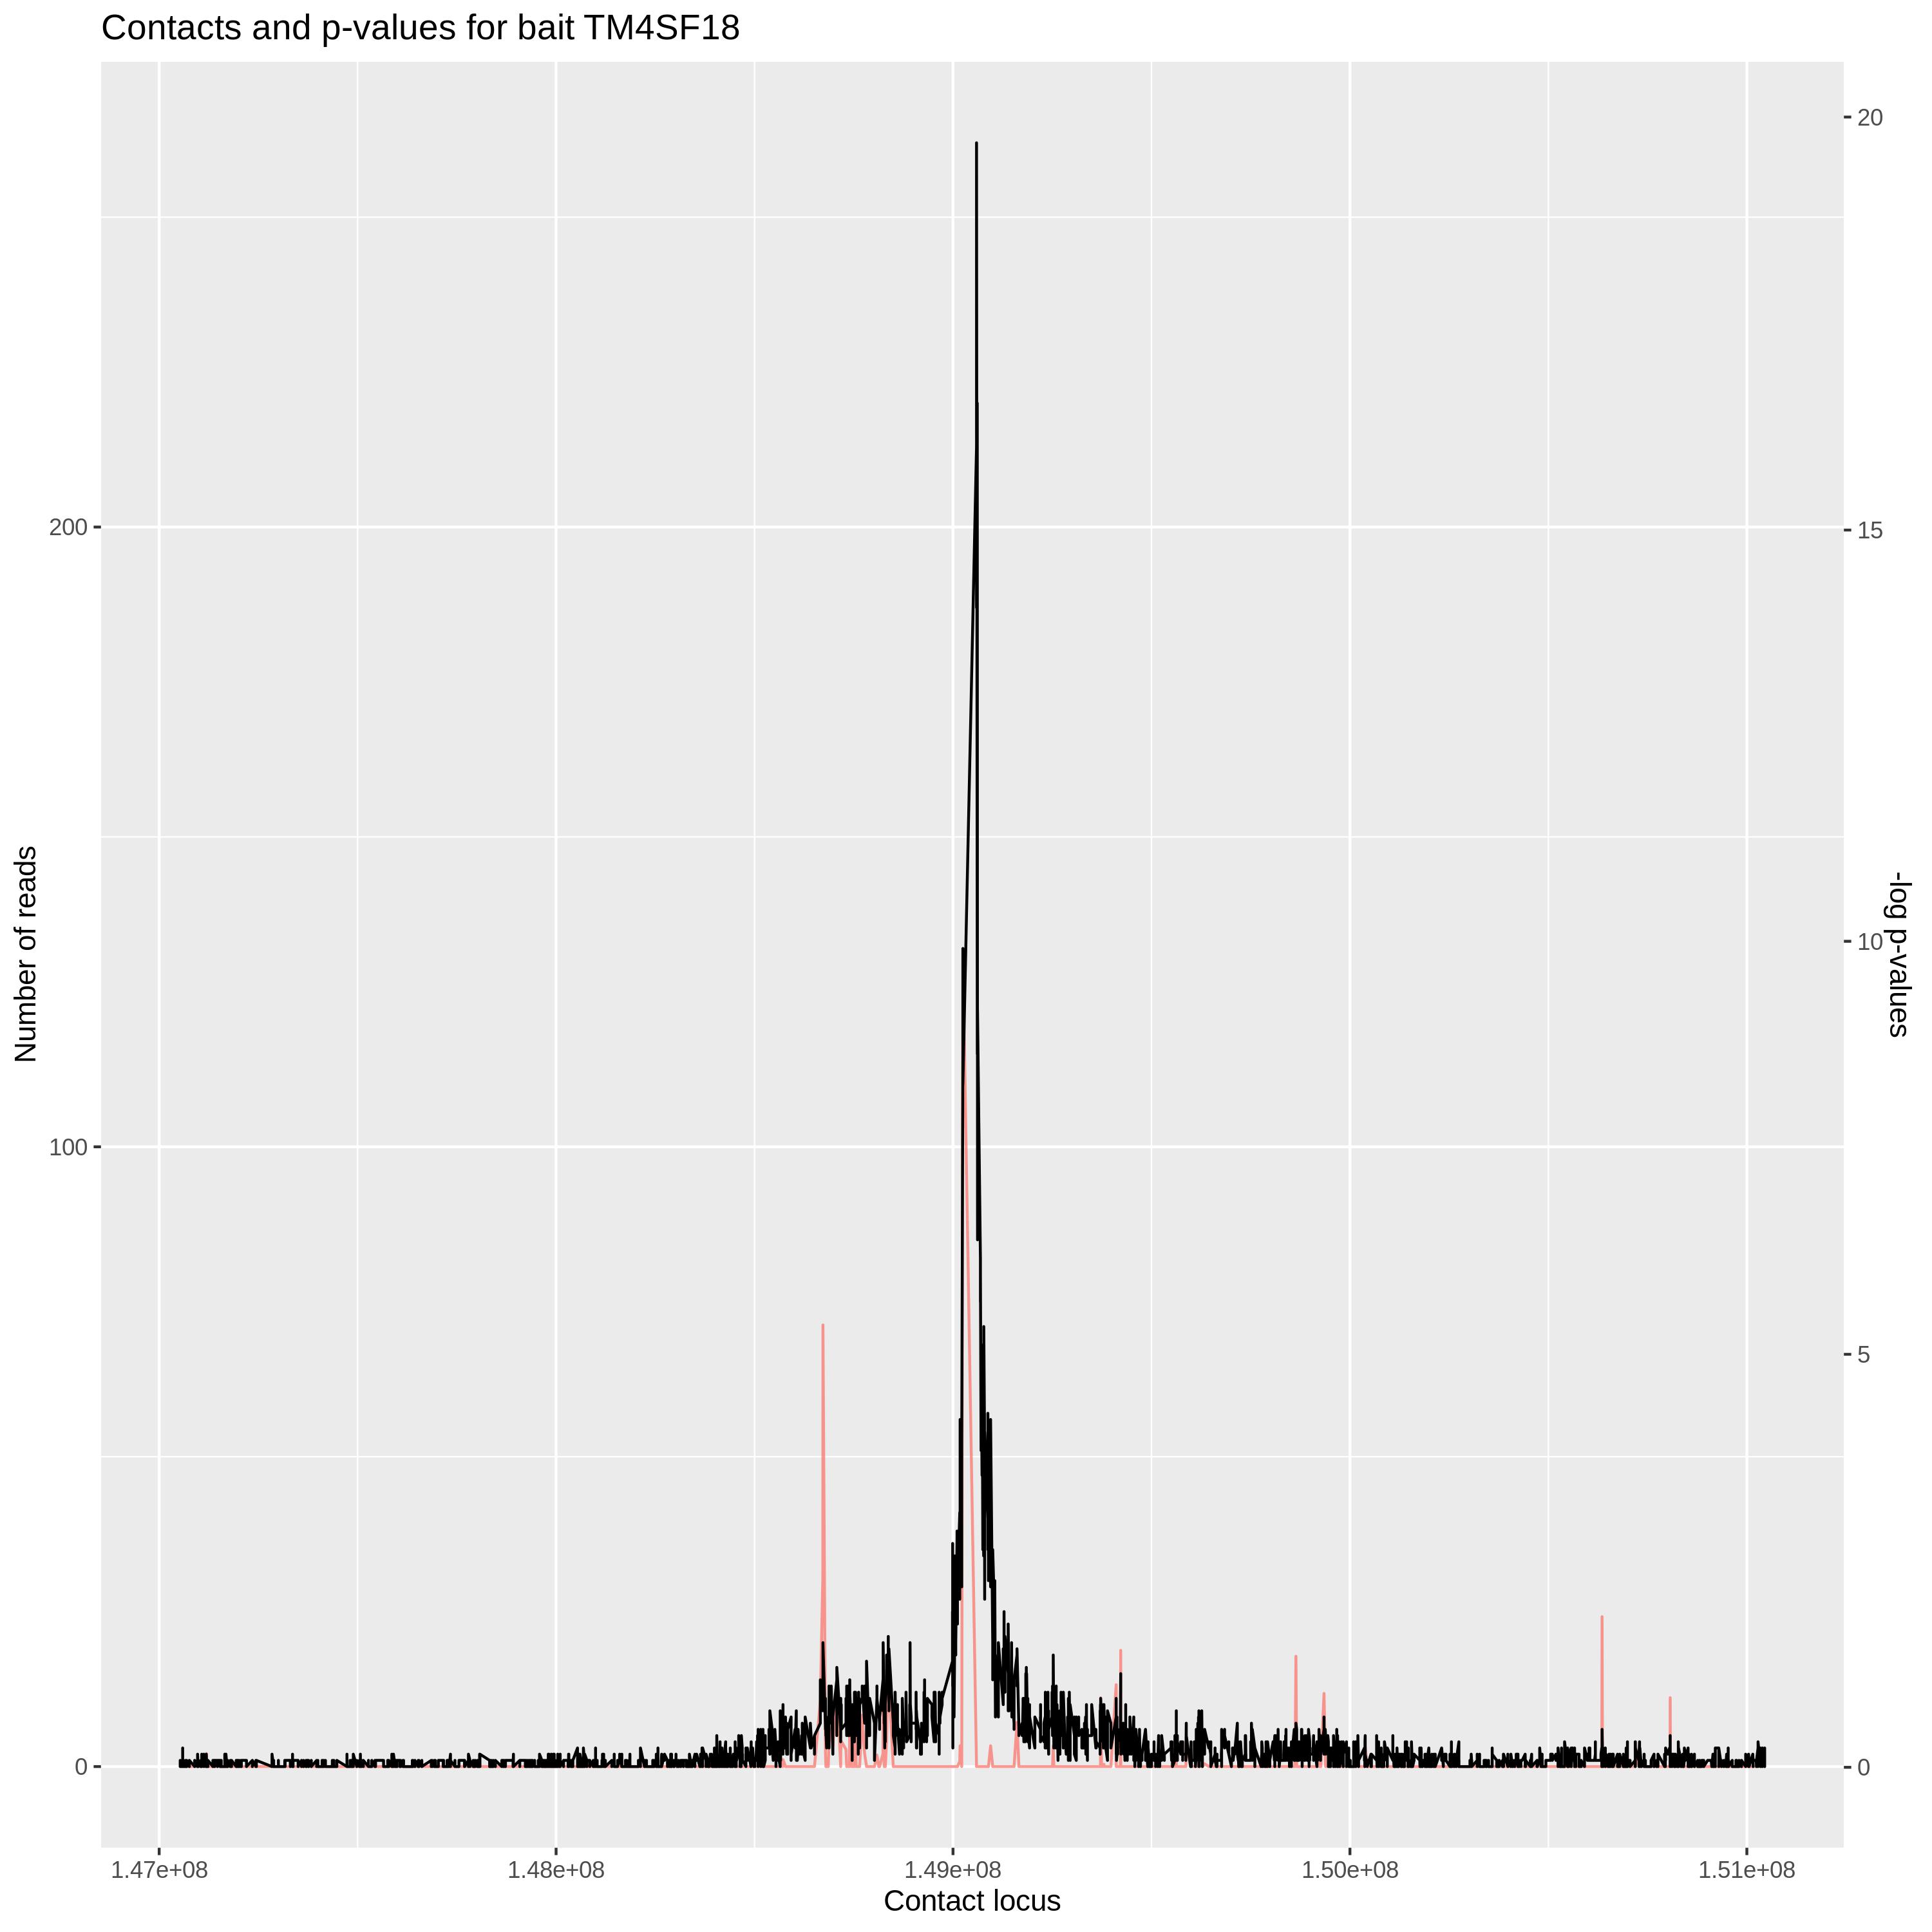 Contacts and p-values for bait TM4SF18
Number of reads
200
100
0
20
15
10
5
0
-log p-values
1.47e+08
1.48e+08
1.49e+08
1.50e+08
1.51e+08
Contact locus